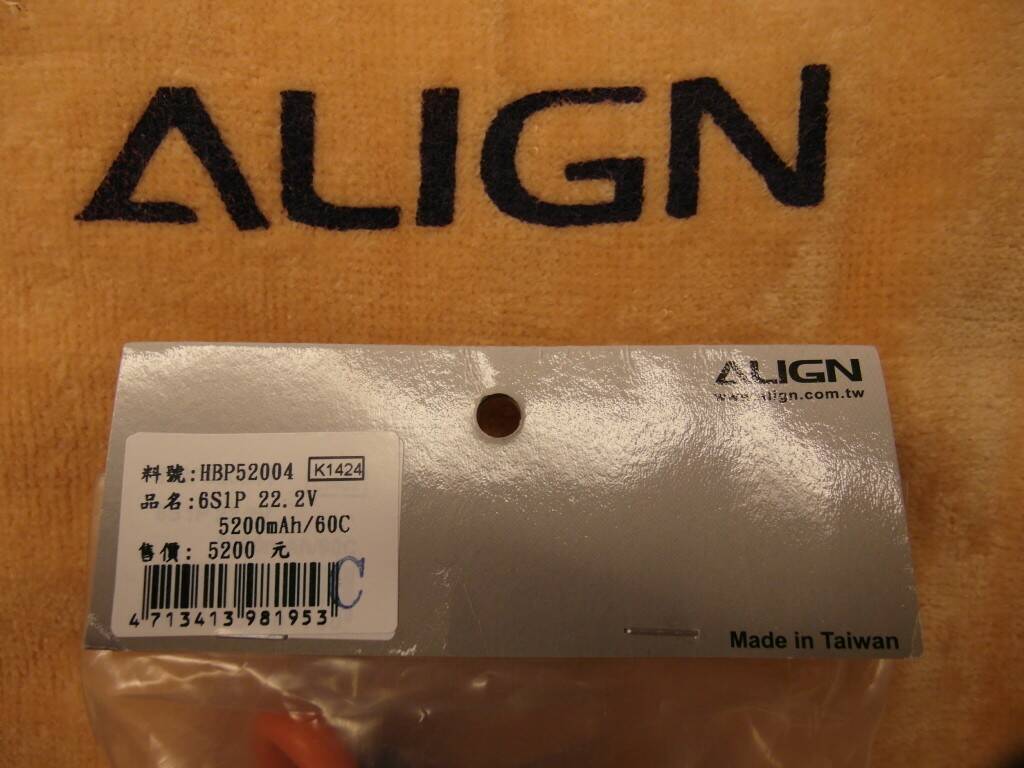 ALIGN
ALIGN
www.align.com.tw
料號:HBP52004 K1424
品名:6S1P 22.2V
5200mAh/60C
售價: 5200 元
C
4 713413 981953
Made in Taiwan